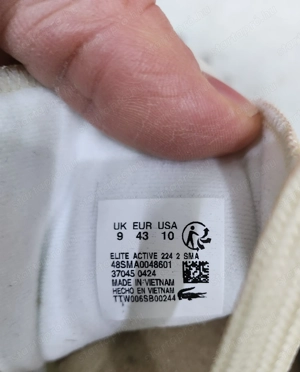 UK EUR USA
9 43 10
ELITE ACTIVE 224 2 SMA
48SMA0048601
37045 0424
MADE IN VIETNAM
HECHO EN VIETNAM
TTW006SB00244